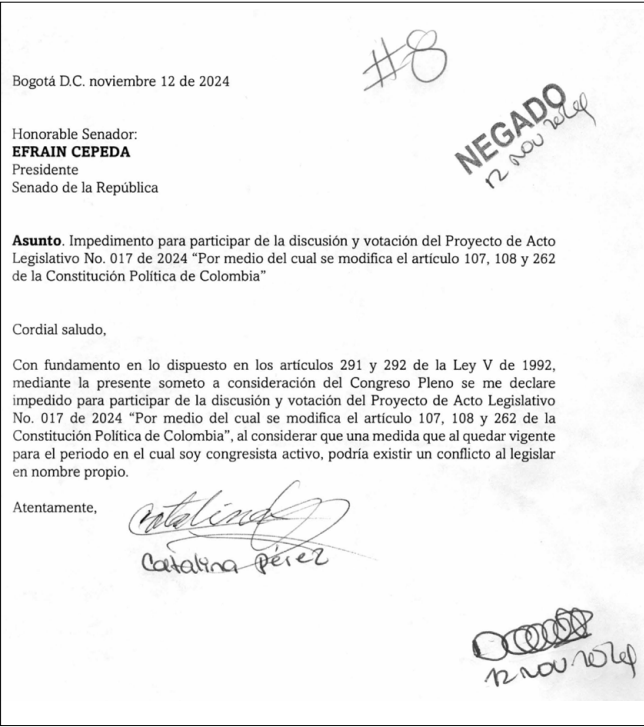 #8
Bogotá D.C. noviembre 12 de 2024
NEGADO
12 NOV 2024
Honorable Senador:
EFRAIN CEPEDA
Presidente
Senado de la República
Asunto. Impedimento para participar de la discusión y votación del Proyecto de Acto
Legislativo No. 017 de 2024 “Por medio del cual se modifica el artículo 107, 108 y 262
de la Constitución Política de Colombia”
Cordial saludo,
Con fundamento en lo dispuesto en los artículos 291 y 292 de la Ley V de 1992,
mediante la presente someto a consideración del Congreso Pleno se me declare
impedido para participar de la discusión y votación del Proyecto de Acto Legislativo
No. 017 de 2024 “Por medio del cual se modifica el artículo 107, 108 y 262 de la
Constitución Política de Colombia”, al considerar que una medida que al quedar vigente
para el periodo en el cual soy congresista activo, podría existir un conflicto al legislar
en nombre propio.
Atentamente,
Catalina
Catalina Pérez
12 NOV 2024